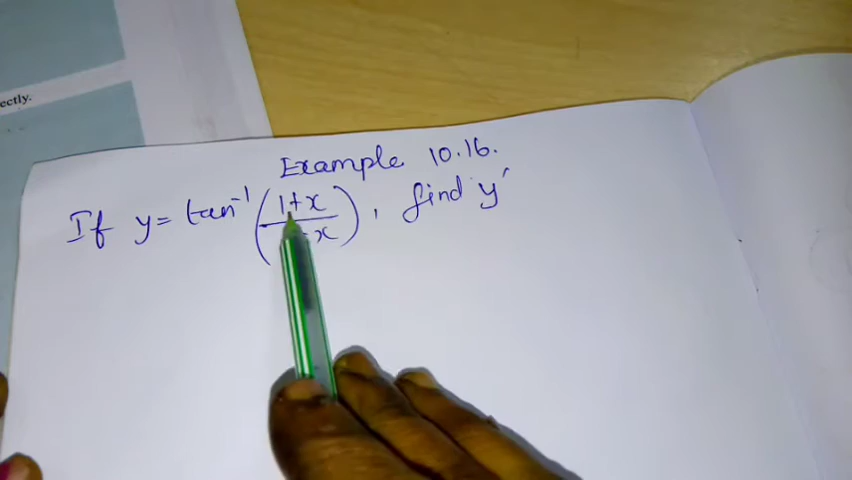 ectly.
Example 10.16.
If y = tan⁻¹ (1+x / - x), find y'